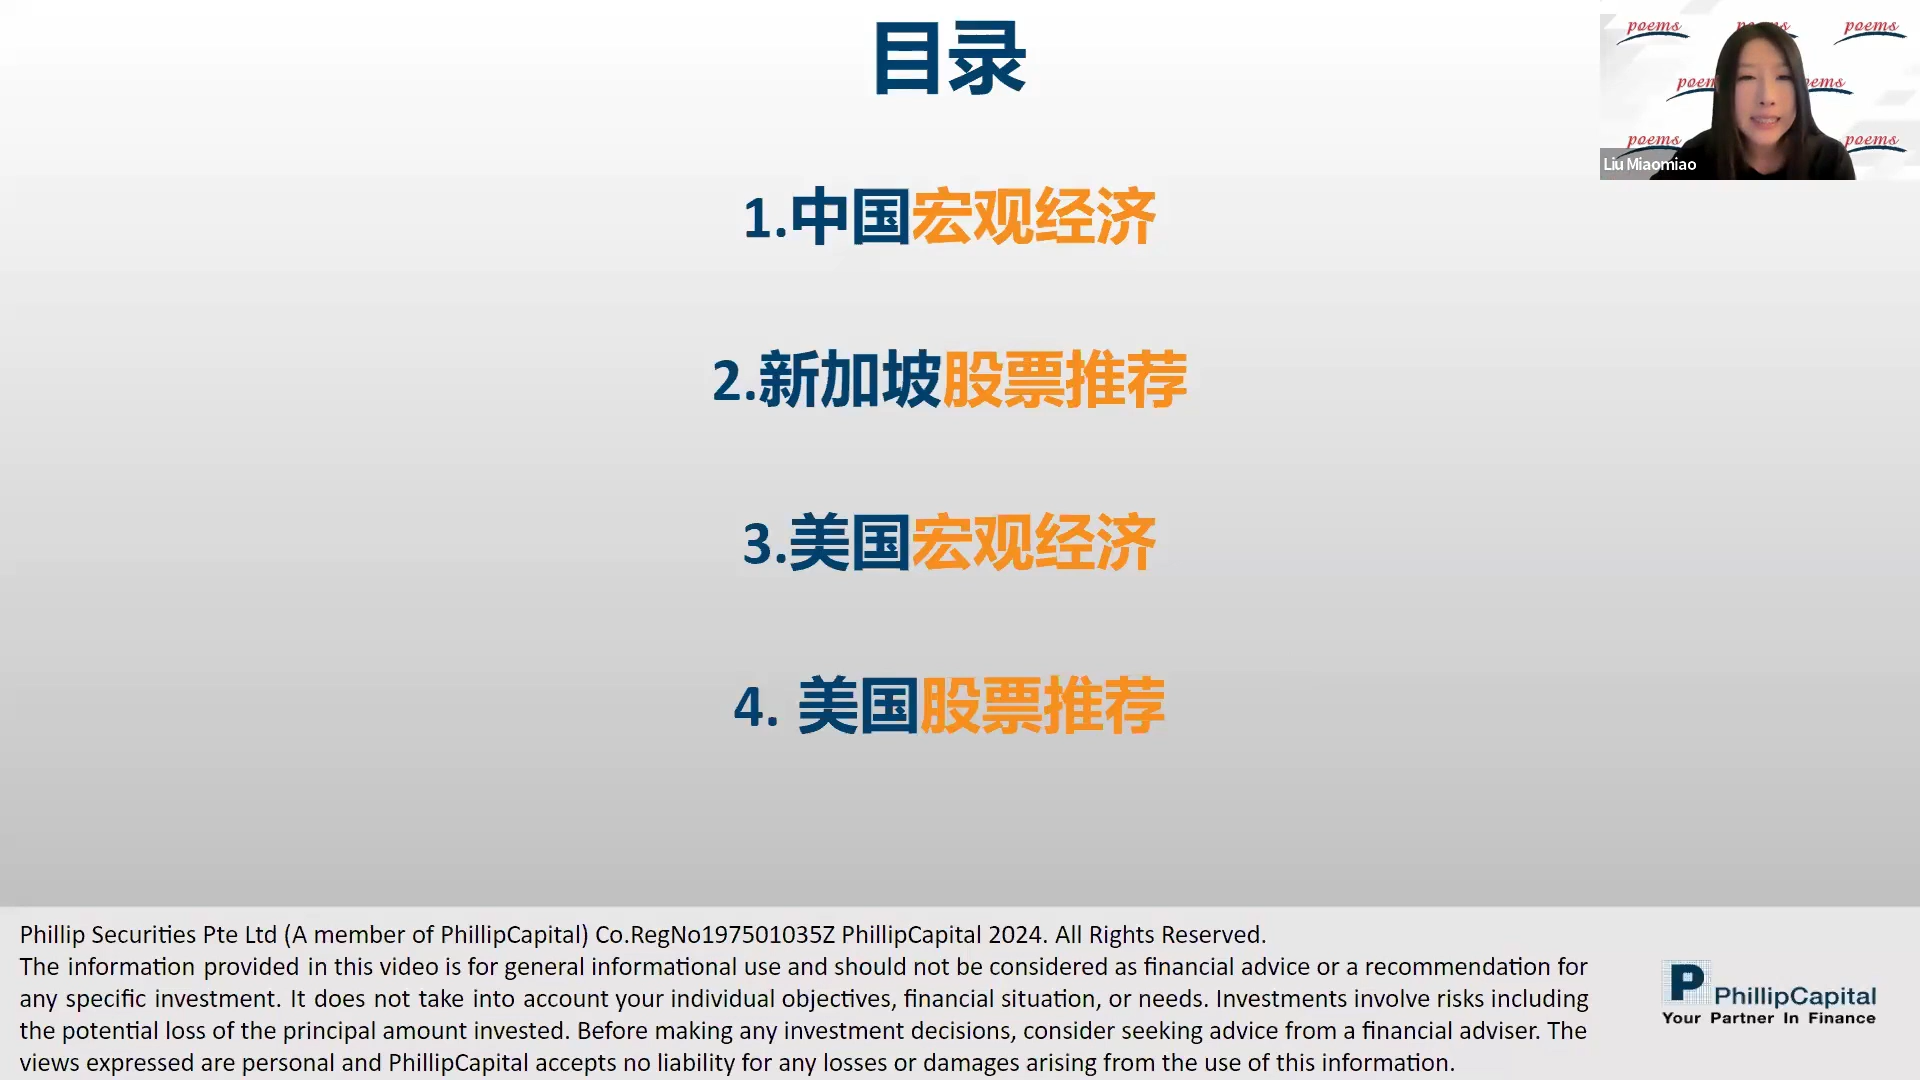 目录
poems poems poems
poems poems
poems poems
Liu Miaomiao
1.中国宏观经济
2.新加坡股票推荐
3.美国宏观经济
4. 美国股票推荐
Phillip Securities Pte Ltd (A member of PhillipCapital) Co.RegNo197501035Z PhillipCapital 2024. All Rights Reserved.
The information provided in this video is for general informational use and should not be considered as financial advice or a recommendation for
any specific investment. It does not take into account your individual objectives, financial situation, or needs. Investments involve risks including
the potential loss of the principal amount invested. Before making any investment decisions, consider seeking advice from a financial adviser. The
views expressed are personal and PhillipCapital accepts no liability for any losses or damages arising from the use of this information.
PhillipCapital
Your Partner In Finance